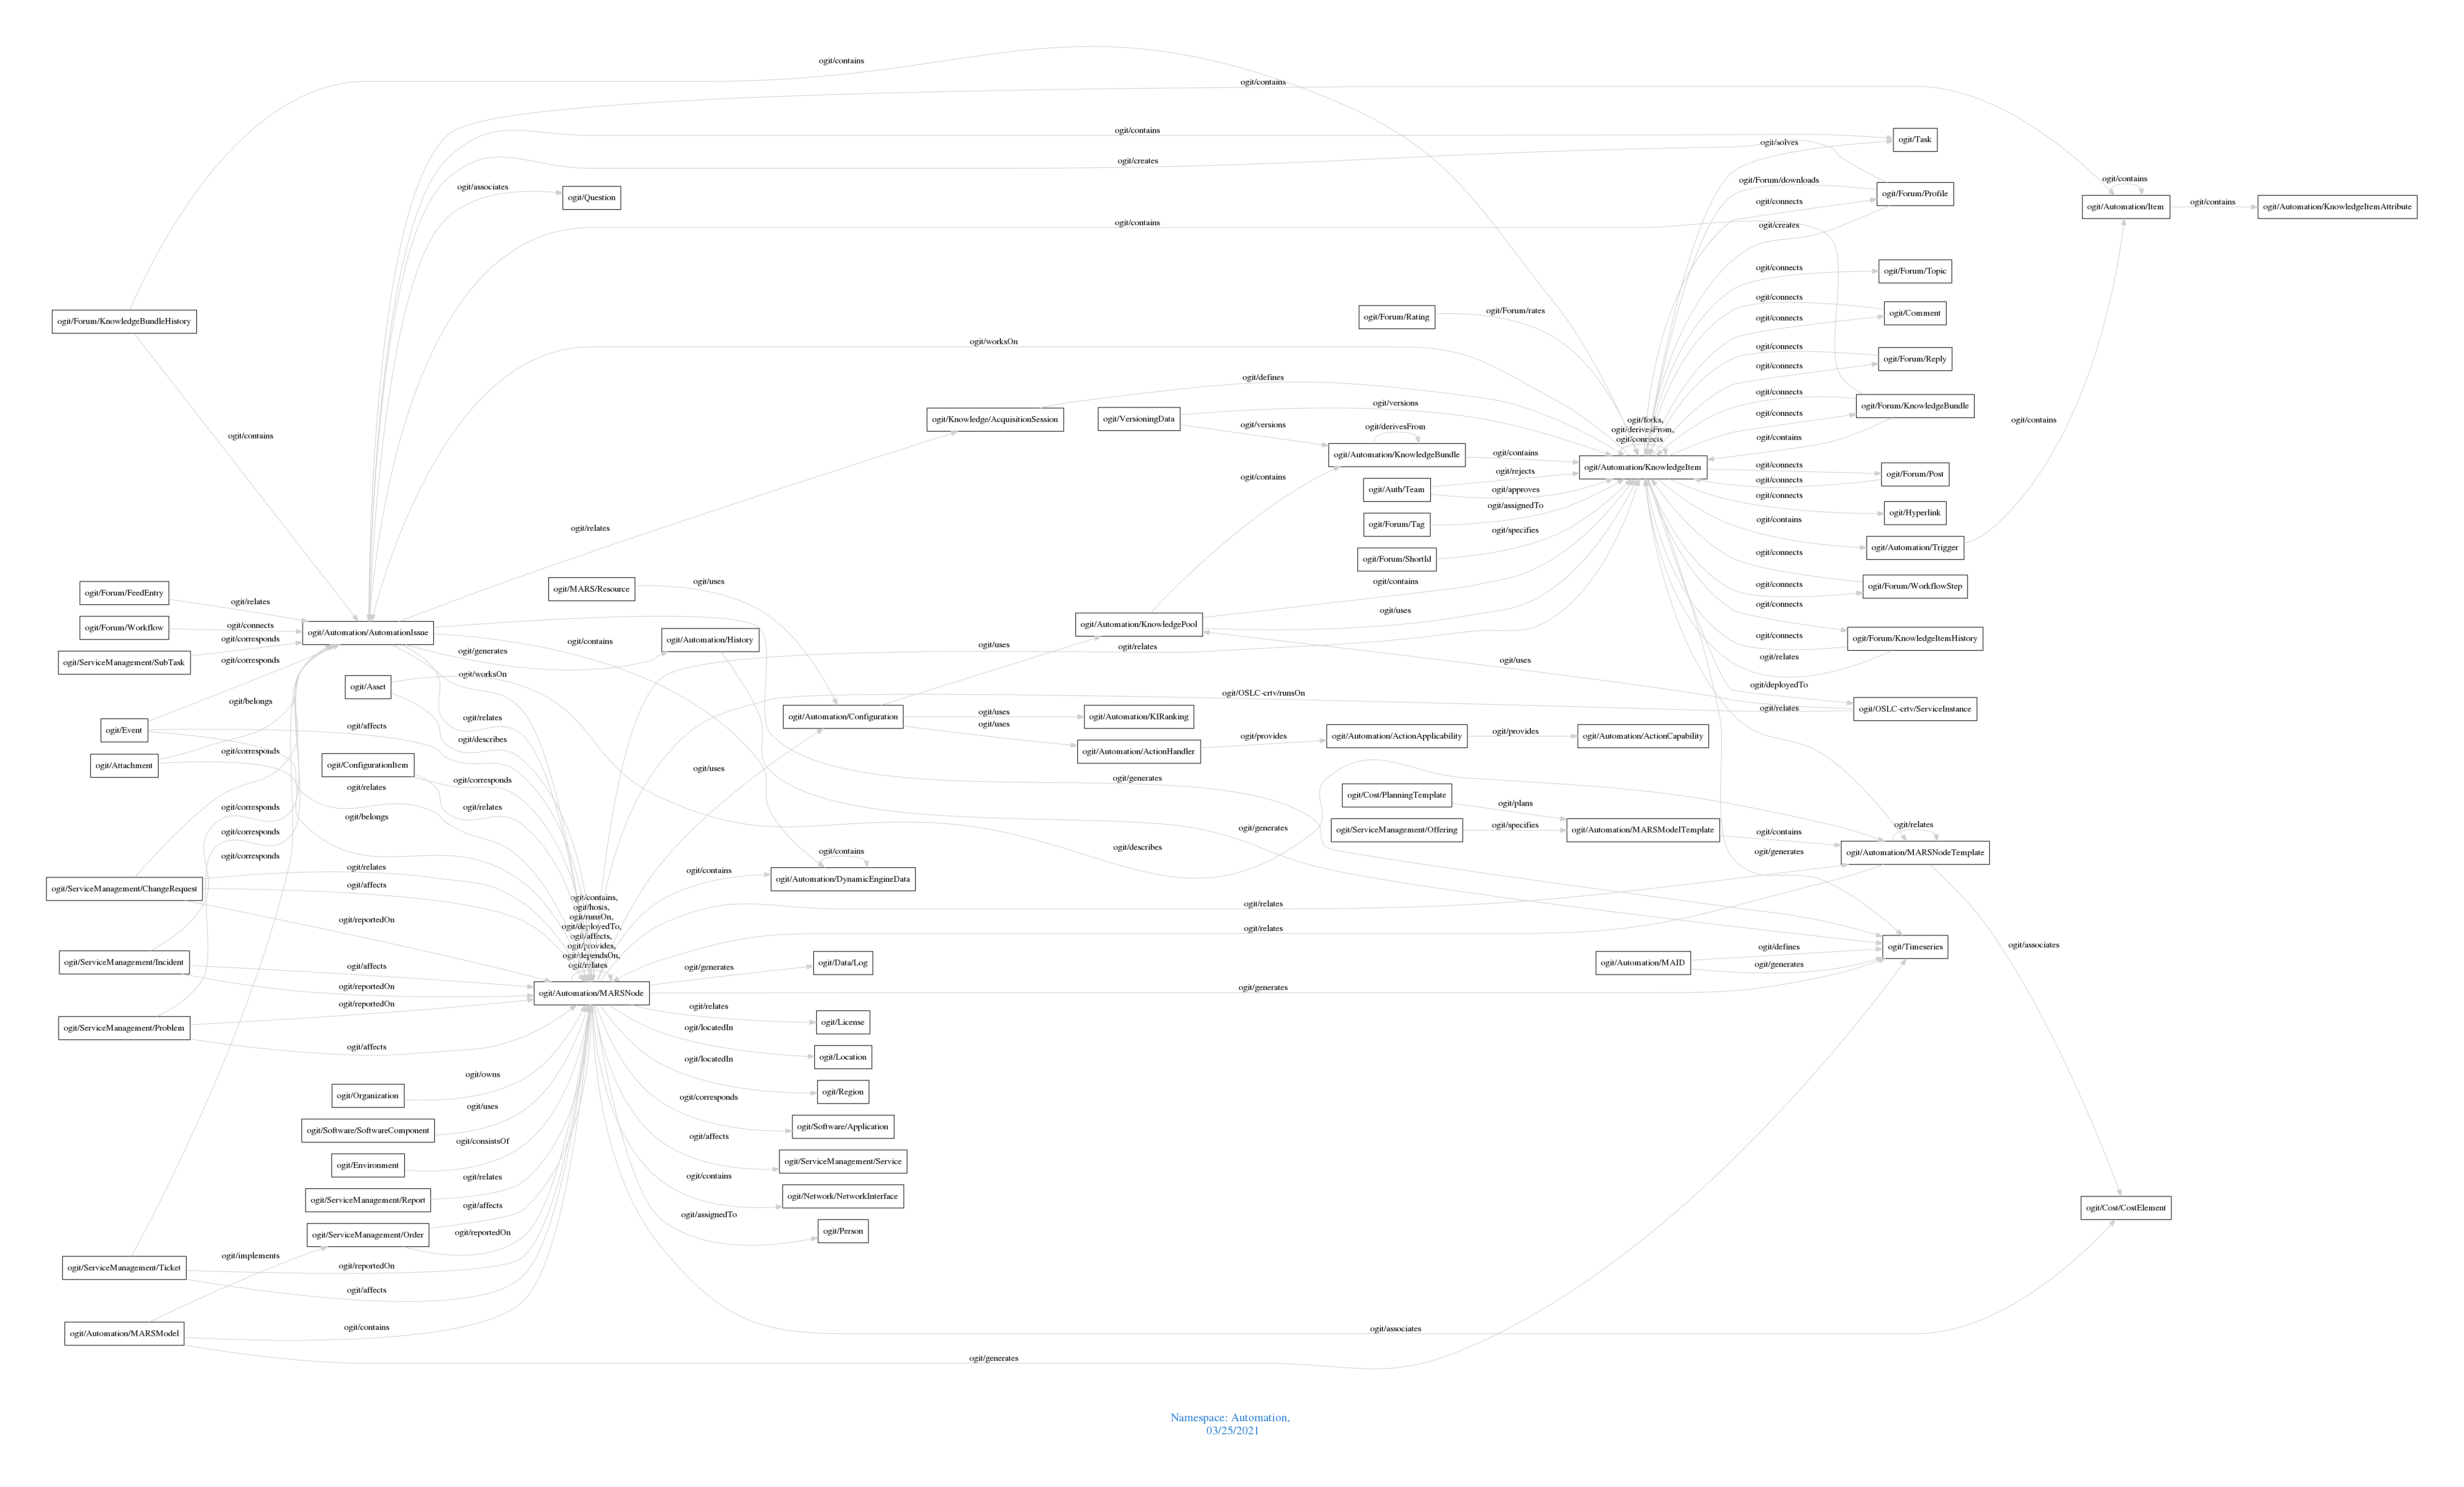 ogit/contains
ogit/contains
ogit/contains
ogit/solves
ogit/Task
ogit/creates
ogit/associates
ogit/Question
ogit/Forum/downloads
ogit/Forum/Profile
ogit/connects
ogit/contains
ogit/Automation/Item
ogit/contains
ogit/Automation/KnowledgeItemAttribute
ogit/contains
ogit/creates
ogit/connects
ogit/Forum/Topic
ogit/connects
ogit/Comment
ogit/connects
ogit/Forum/KnowledgeBundleHistory
ogit/Forum/Rating
ogit/Forum/rates
ogit/worksOn
ogit/connects
ogit/Forum/Reply
ogit/connects
ogit/defines
ogit/connects
ogit/Forum/KnowledgeBundle
ogit/connects
ogit/Knowledge/AcquisitionSession
ogit/VersioningData
ogit/versions
ogit/versions
ogit/derivesFrom
ogit/forks,
ogit/derivesFrom,
ogit/connects
ogit/contains
ogit/contains
ogit/contains
ogit/Automation/KnowledgeBundle
ogit/contains
ogit/Automation/KnowledgeItem
ogit/connects
ogit/Forum/Post
ogit/connects
ogit/rejects
ogit/contains
ogit/Auth/Team
ogit/approves
ogit/connects
ogit/assignedTo
ogit/Hyperlink
ogit/Forum/Tag
ogit/contains
ogit/relates
ogit/specifies
ogit/Automation/Trigger
ogit/Forum/ShortId
ogit/connects
ogit/MARS/Resource
ogit/uses
ogit/contains
ogit/connects
ogit/Forum/WorkflowStep
ogit/Forum/FeedEntry
ogit/relates
ogit/connects
ogit/Forum/Workflow
ogit/connects
ogit/Automation/AutomationIssue
ogit/uses
ogit/Automation/KnowledgePool
ogit/corresponds
ogit/contains
ogit/Automation/History
ogit/connects
ogit/Forum/KnowledgeItemHistory
ogit/ServiceManagement/SubTask
ogit/corresponds
ogit/generates
ogit/uses
ogit/relates
ogit/uses
ogit/relates
ogit/worksOn
ogit/Asset
ogit/deployedTo
ogit/OSLC-crtv/runsOn
ogit/belongs
ogit/relates
ogit/OSLC-crtv/ServiceInstance
ogit/relates
ogit/Automation/Configuration
ogit/uses
ogit/Automation/KIRanking
ogit/Event
ogit/affects
ogit/uses
ogit/describes
ogit/provides
ogit/Automation/ActionApplicability
ogit/provides
ogit/Automation/ActionCapability
ogit/corresponds
ogit/Automation/ActionHandler
ogit/Attachment
ogit/ConfigurationItem
ogit/uses
ogit/corresponds
ogit/generates
ogit/relates
ogit/Cost/PlanningTemplate
ogit/plans
ogit/corresponds
ogit/relates
ogit/belongs
ogit/corresponds
ogit/generates
ogit/ServiceManagement/Offering
ogit/specifies
ogit/Automation/MARSModelTemplate
ogit/contains
ogit/relates
ogit/corresponds
ogit/contains
ogit/describes
ogit/generates
ogit/Automation/MARSNodeTemplate
ogit/relates
ogit/contains
ogit/Automation/DynamicEngineData
ogit/ServiceManagement/ChangeRequest
ogit/affects
ogit/contains,
ogit/hosts,
ogit/runsOn,
ogit/deployedTo,
ogit/affects,
ogit/provides,
ogit/dependsOn,
ogit/relates
ogit/relates
ogit/reportedOn
ogit/relates
ogit/associates
ogit/defines
ogit/Timeseries
ogit/ServiceManagement/Incident
ogit/affects
ogit/generates
ogit/Data/Log
ogit/Automation/MAID
ogit/generates
ogit/reportedOn
ogit/Automation/MARSNode
ogit/generates
ogit/reportedOn
ogit/relates
ogit/License
ogit/ServiceManagement/Problem
ogit/locatedIn
ogit/affects
ogit/Location
ogit/locatedIn
ogit/owns
ogit/Organization
ogit/Region
ogit/uses
ogit/corresponds
ogit/Software/SoftwareComponent
ogit/Software/Application
ogit/consistsOf
ogit/affects
ogit/Environment
ogit/ServiceManagement/Service
ogit/relates
ogit/contains
ogit/ServiceManagement/Report
ogit/Network/NetworkInterface
ogit/affects
ogit/assignedTo
ogit/Cost/CostElement
ogit/ServiceManagement/Order
ogit/reportedOn
ogit/Person
ogit/implements
ogit/ServiceManagement/Ticket
ogit/reportedOn
ogit/affects
ogit/Automation/MARSModel
ogit/contains
ogit/associates
ogit/generates
Namespace: Automation,
03/25/2021